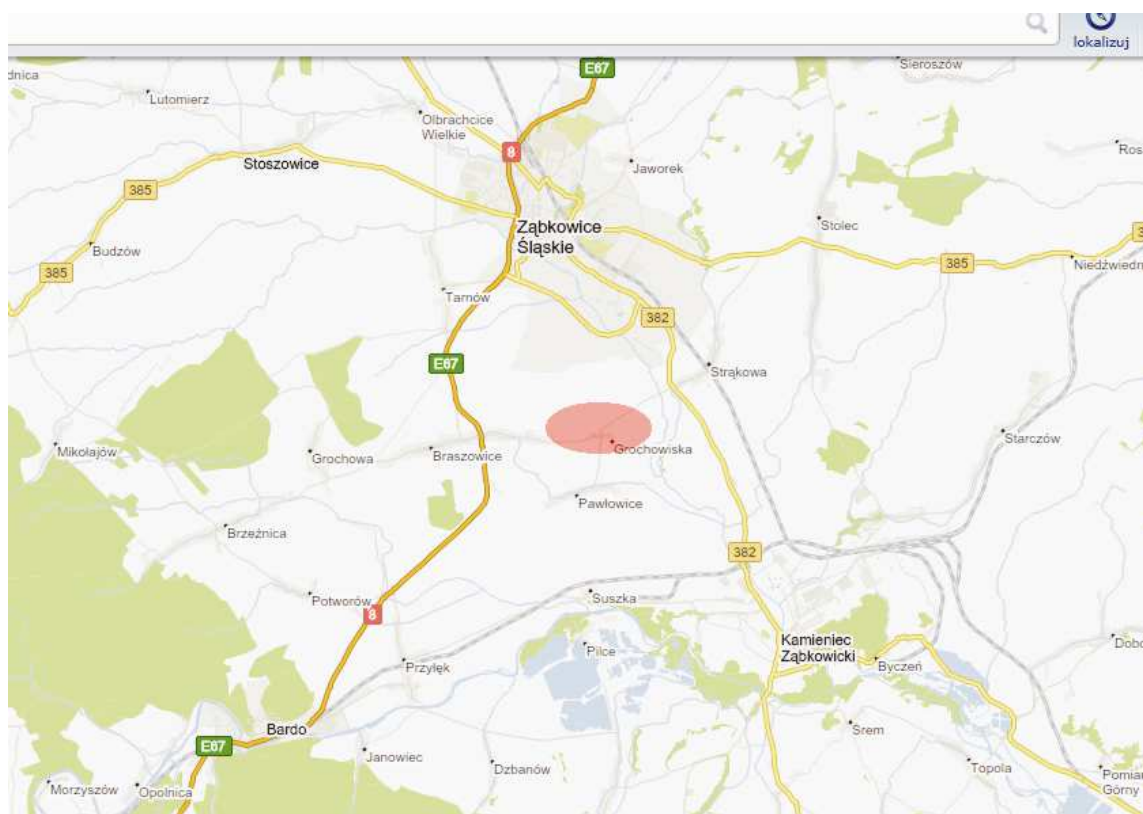 lokalizuj
dnica
Lutomierz
Olbrachcice
Wielkie
E67
Sieroszów
8
Jaworek
Ros
Stoszowice
385
Ząbkowice
Śląskie
Stolec
Budzów
385
385
3
Niedźwiedn
Tarnów
382
E67
Strąkowa
Mikołajów
Grochowa
Braszowice
Grochowiska
Starczów
Pawłowice
Brzeźnica
382
Potworów
8
Suszka
Kamieniec
Ząbkowicki
Pilce
Przyłęk
Byczeń
Dobo
Bardo
E67
Janowiec
Śrem
Dzbanów
Topola
Pomian
Górny
Morzyszów
Opolnica